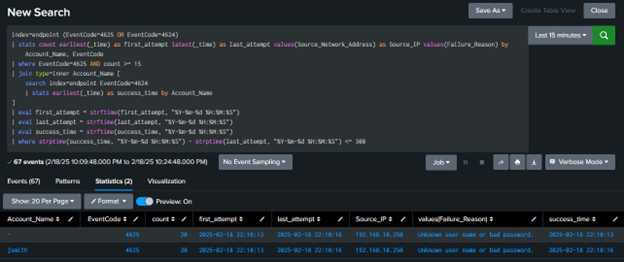 New Search
Save As
Create Table View
Close
index=endpoint (EventCode=4625 OR EventCode=4624)
| stats count earliest(_time) as first_attempt latest(_time) as last_attempt values(Source_Network_Address) as Source_IP values(Failure_Reason) by
Account_Name, EventCode
| where EventCode=4625 AND count >= 15
| join type=inner Account_Name [
search index=endpoint EventCode=4624
| stats earliest(_time) as success_time by Account_Name
]
| eval first_attempt = strftime(first_attempt, "%Y-%m-%d %H:%M:%S")
| eval last_attempt = strftime(last_attempt, "%Y-%m-%d %H:%M:%S")
| eval success_time = strftime(success_time, "%Y-%m-%d %H:%M:%S")
| where strptime(success_time, "%Y-%m-%d %H:%M:%S") - strptime(last_attempt, "%Y-%m-%d %H:%M:%S") <= 300
Last 15 minutes
67 events (2/18/25 10:09:48.000 PM to 2/18/25 10:24:48.000 PM)
No Event Sampling
Job
Verbose Mode
Events (67)
Patterns
Statistics (2)
Visualization
Show: 20 Per Page
Format
Preview: On
Account_Name EventCode count first_attempt last_attempt Source_IP values(Failure_Reason) success_time
- 4625 20 2025-02-18 22:10:13 2025-02-18 22:10:16 192.168.10.250 Unknown user name or bad password. 2025-02-18 22:10:13
jsmith 4625 20 2025-02-18 22:10:13 2025-02-18 22:10:16 192.168.10.250 Unknown user name or bad password. 2025-02-18 22:10:16